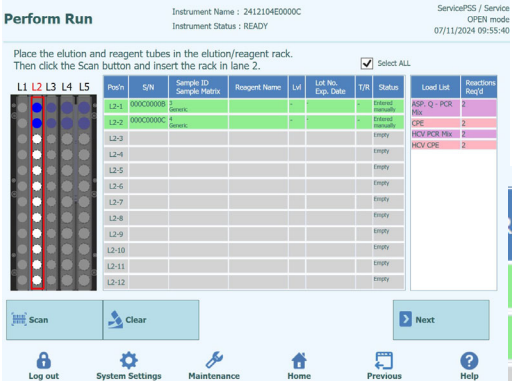 Perform Run
Instrument Name : 2412104E0000C
Instrument Status : READY
ServicePSS / Service
OPEN mode
07/11/2024 09:55:40
Place the elution and reagent tubes in the elution/reagent rack.
Then click the Scan button and insert the rack in lane 2.
Select ALL
L1 L2 L3 L4 L5
Pos'n S/N Sample ID Sample Matrix Reagent Name Lvl Lot No. Exp. Date T/R Status
L2-1 000C0000B 3 Generic - - - Entered manually
L2-2 000C0000C 4 Generic - - - Entered manually
L2-3 Empty
L2-4 Empty
L2-5 Empty
L2-6 Empty
L2-7 Empty
L2-8 Empty
L2-9 Empty
L2-10 Empty
L2-11 Empty
L2-12 Empty
Load List Reactions Req'd
ASP. Q - PCR Mix 2
CPE 2
HCV PCR Mix 2
HCV CPE 2
Scan
Clear
Next
Log out
System Settings
Maintenance
Home
Previous
Help